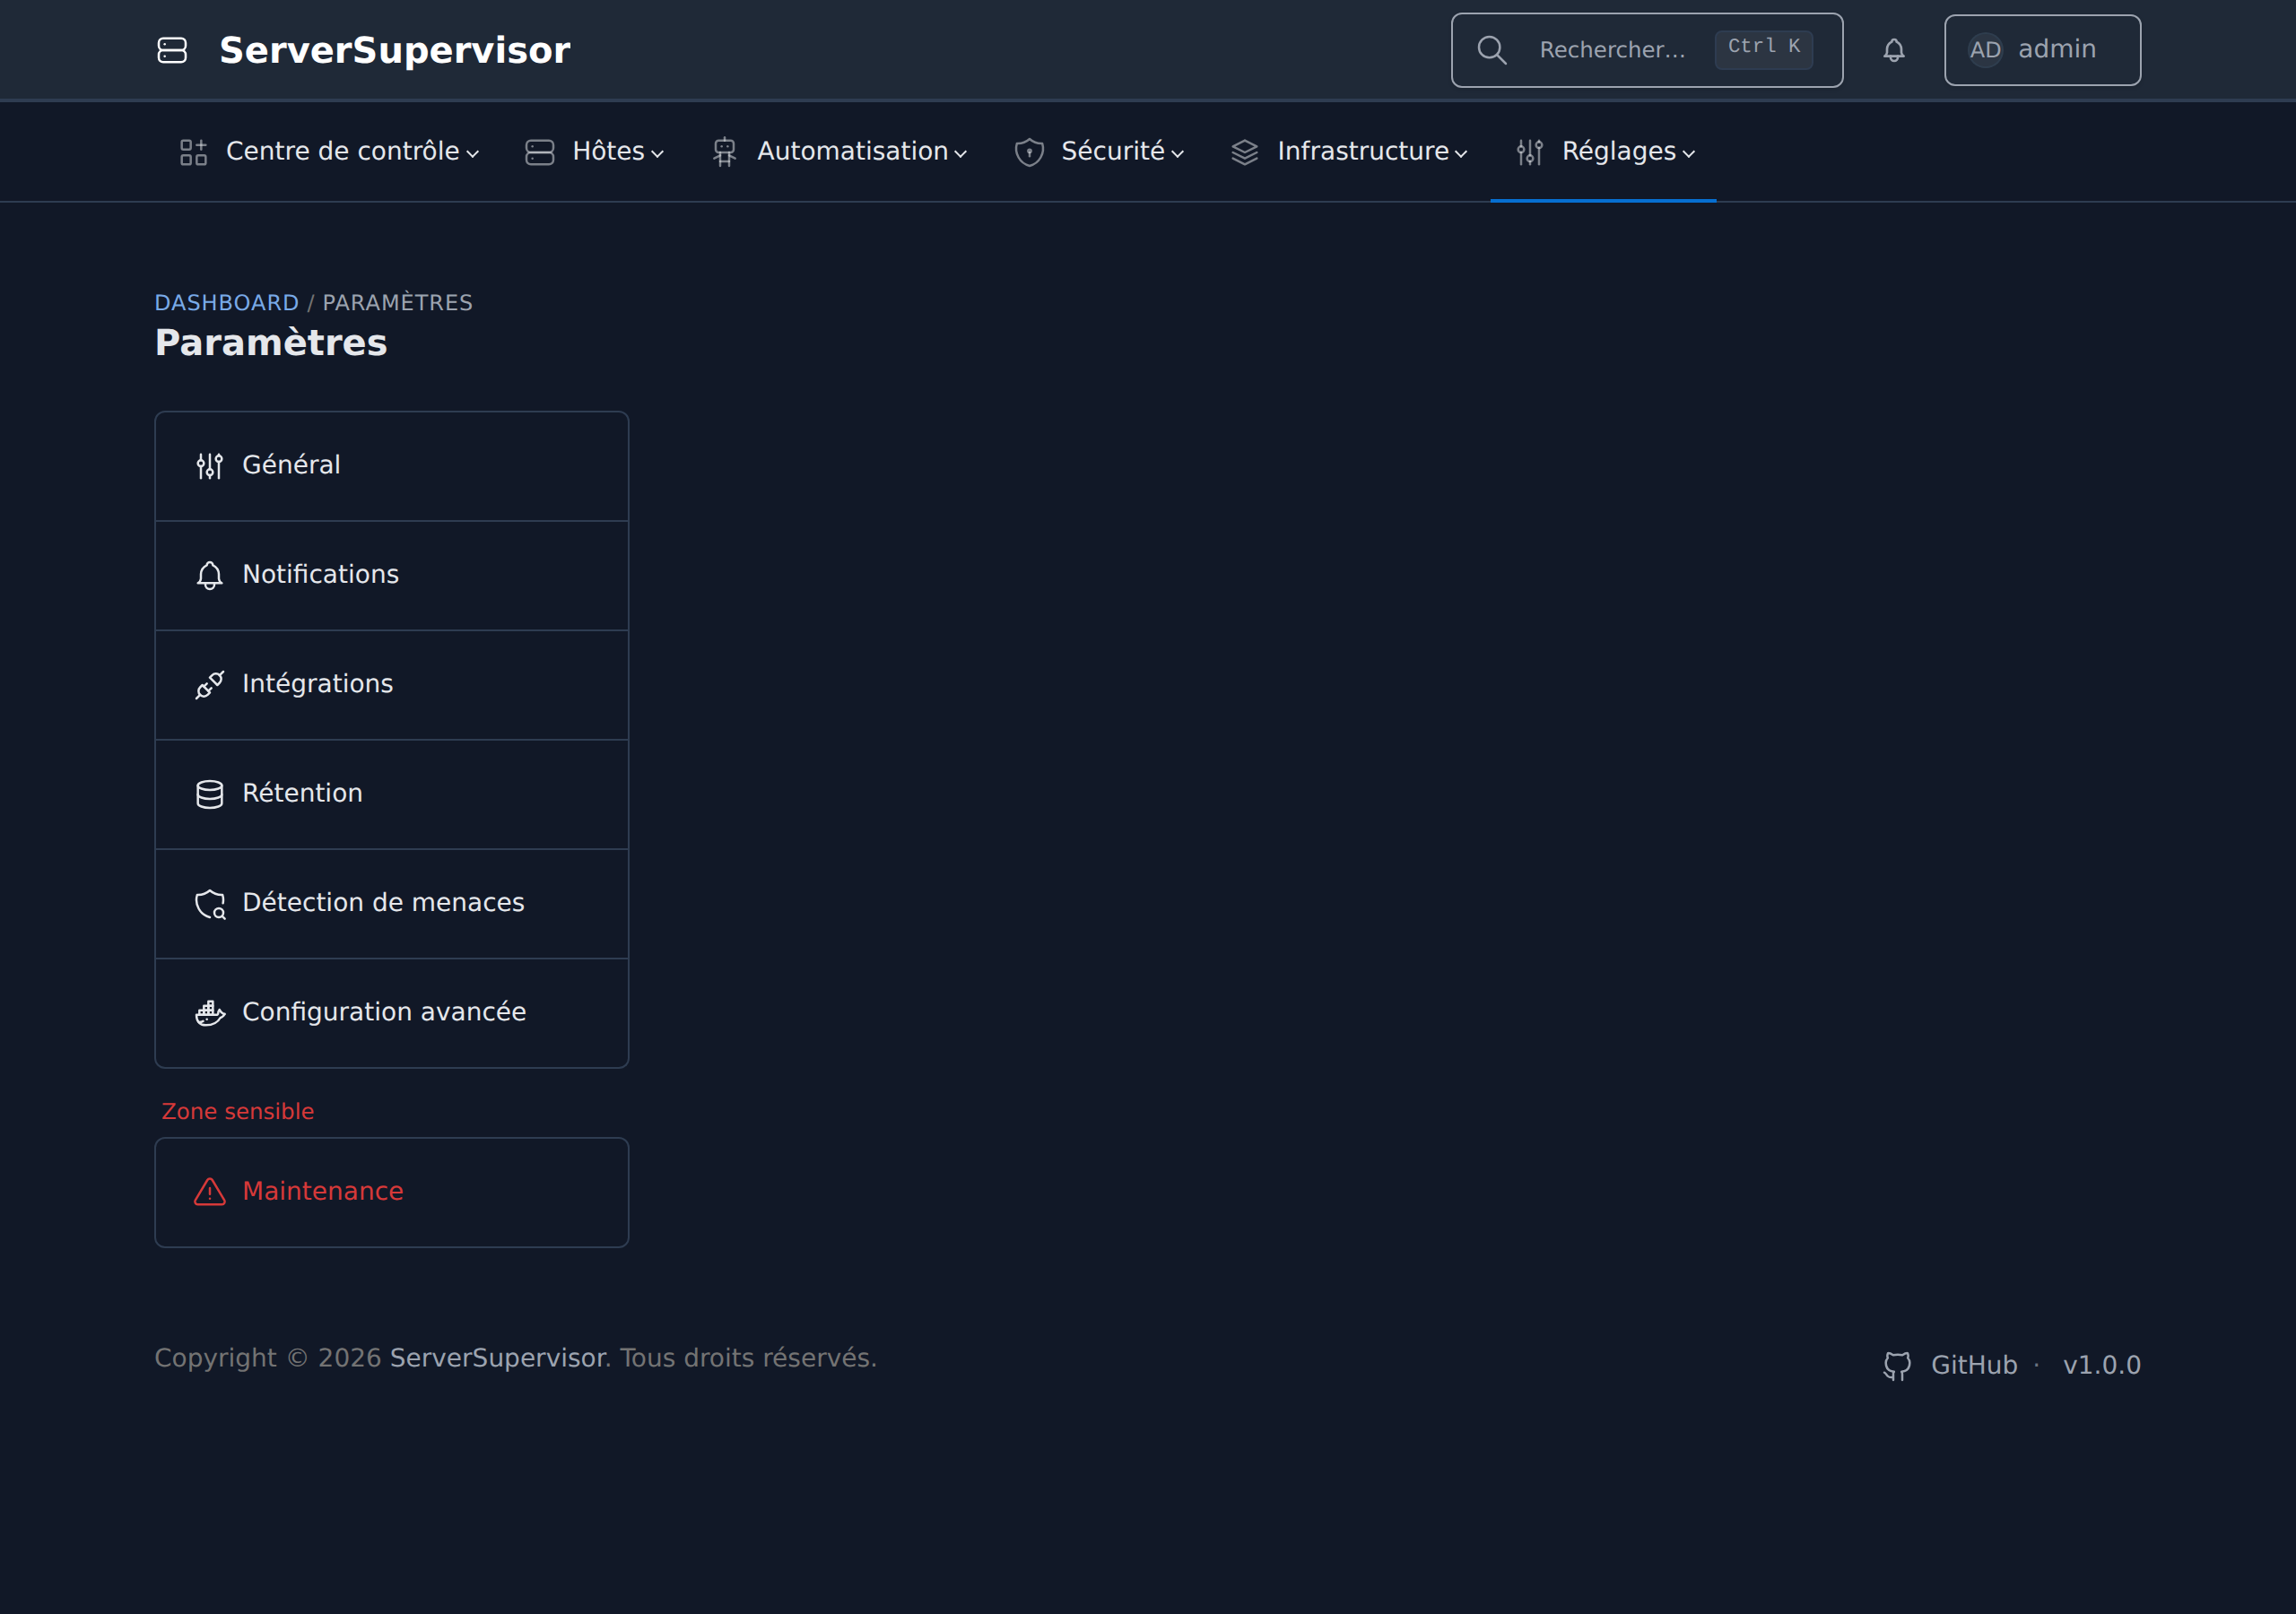 ServerSupervisor
Rechercher... Ctrl K
AD admin
Centre de contrôle Hôtes Automatisation Sécurité Infrastructure Réglages
DASHBOARD / PARAMÈTRES
Paramètres
Général
Notifications
Intégrations
Rétention
Détection de menaces
Configuration avancée
Zone sensible
Maintenance
Copyright © 2026 ServerSupervisor. Tous droits réservés.
GitHub · v1.0.0